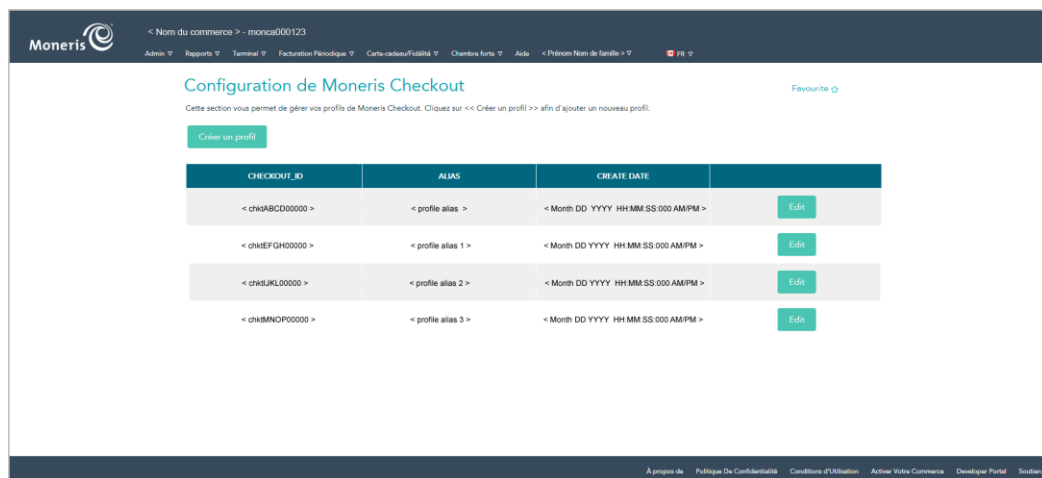 Moneris
< Nom du commerce > - monca000123
Admin ▽ Rapports ▽ Terminal ▽ Facturation Périodique ▽ Carte-cadeau/Fidélité ▽ Chambre forte ▽ Aide < Prénom Nom de famille > ▽ FR ▽
Configuration de Moneris Checkout
Favourite ☆
Cette section vous permet de gérer vos profils de Moneris Checkout. Cliquez sur << Créer un profil >> afin d'ajouter un nouveau profil.
Créer un profil
CHECKOUT_ID ALIAS CREATE DATE
< chktABCD00000 > < profile alias > < Month DD YYYY HH:MM:SS:000 AM/PM > Edit
< chktEFGH00000 > < profile alias 1 > < Month DD YYYY HH:MM:SS:000 AM/PM > Edit
< chktIJKL00000 > < profile alias 2 > < Month DD YYYY HH:MM:SS:000 AM/PM > Edit
< chktMNOP00000 > < profile alias 3 > < Month DD YYYY HH:MM:SS:000 AM/PM > Edit
À propos de Politique De Confidentialité Conditions d'Utilisation Activer Votre Commerce Developer Portal Soutien